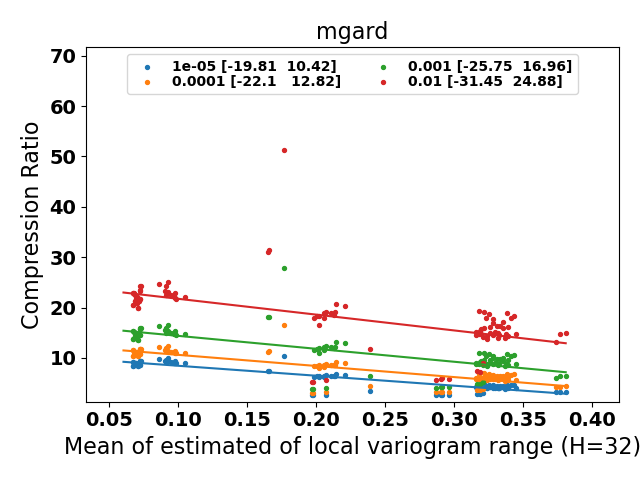 mgard
1e-05 [-19.81 10.42]
0.0001 [-22.1 12.82]
0.001 [-25.75 16.96]
0.01 [-31.45 24.88]
Compression Ratio
70
60
50
40
30
20
10
0.05 0.10 0.15 0.20 0.25 0.30 0.35 0.40
Mean of estimated of local variogram range (H=32)